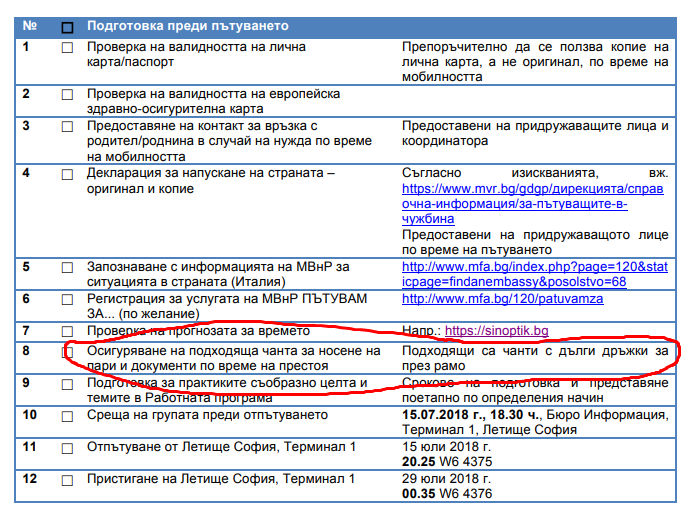 № ☐ Подготовка преди пътуването
1 ☐ Проверка на валидността на лична карта/паспорт
Препоръчително да се ползва копие на лична карта, а не оригинал, по време на мобилността
2 ☐ Проверка на валидността на европейска здравно-осигурителна карта
3 ☐ Предоставяне на контакт за връзка с родител/роднина в случай на нужда по време на мобилността
Предоставени на придружаващите лица и координатора
4 ☐ Декларация за напускане на страната – оригинал и копие
Съгласно изискванията, вж.
https://www.mvr.bg/gdgp/дирекцията/справочна-информация/за-пътуващите-в-чужбина
Предоставени на придружаващото лице по време на пътуването
5 ☐ Запознаване с информацията на МВнР за ситуацията в страната (Италия)
http://www.mfa.bg/index.php?page=120&staticpage=findanembassy&posolstvo=68
6 ☐ Регистрация за услугата на МВнР ПЪТУВАМ ЗА... (по желание)
http://www.mfa.bg/120/patuvamza
7 ☐ Проверка на прогнозата за времето
Напр.: https://sinoptik.bg
8 ☐ Осигуряване на подходяща чанта за носене на пари и документи по време на престоя
Подходящи са чанти с дълги дръжки за през рамо
9 ☐ Подготовка за практиките съобразно целта и темите в Работната програма
Срокове на подготовка и представяне поетапно по определения начин
10 ☐ Среща на групата преди отпътуването
15.07.2018 г., 18.30 ч., Бюро Информация, Терминал 1, Летище София
11 ☐ Отпътуване от Летище София, Терминал 1
15 юли 2018 г.
20.25 W6 4375
12 ☐ Пристигане на Летище София, Терминал 1
29 юли 2018 г.
00.35 W6 4376